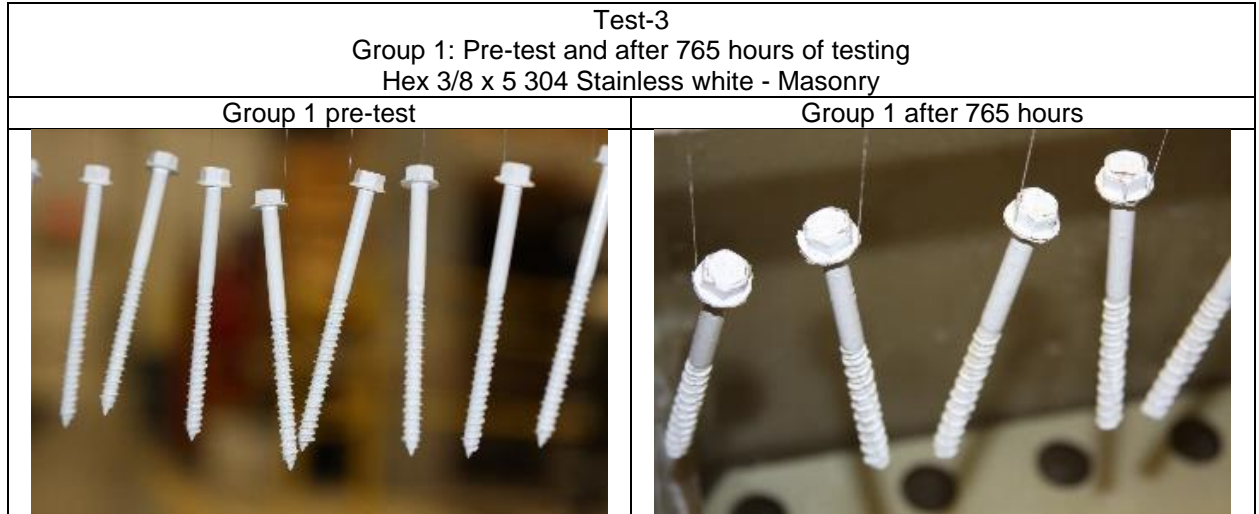 Test-3
Group 1: Pre-test and after 765 hours of testing
Hex 3/8 x 5 304 Stainless white - Masonry
Group 1 pre-test
Group 1 after 765 hours